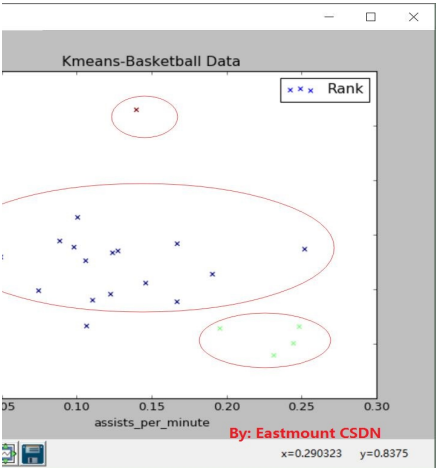 Kmeans-Basketball Data
Rank
05 0.10 0.15 0.20 0.25 0.30
assists_per_minute
By: Eastmount CSDN
x=0.290323 y=0.8375